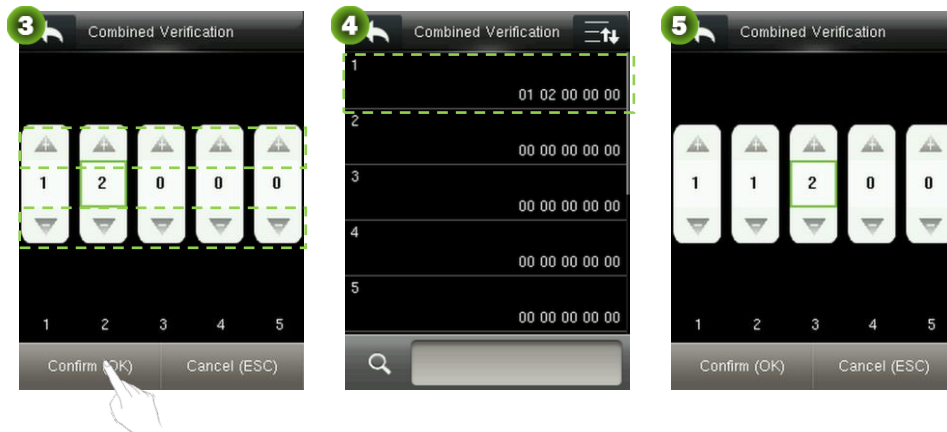 3
Combined Verification
1 2 0 0 0
1 2 3 4 5
Confirm (OK) Cancel (ESC)
4
Combined Verification
1
01 02 00 00 00
2
00 00 00 00 00
3
00 00 00 00 00
4
00 00 00 00 00
5
00 00 00 00 00
5
Combined Verification
1 1 2 0 0
1 2 3 4 5
Confirm (OK) Cancel (ESC)